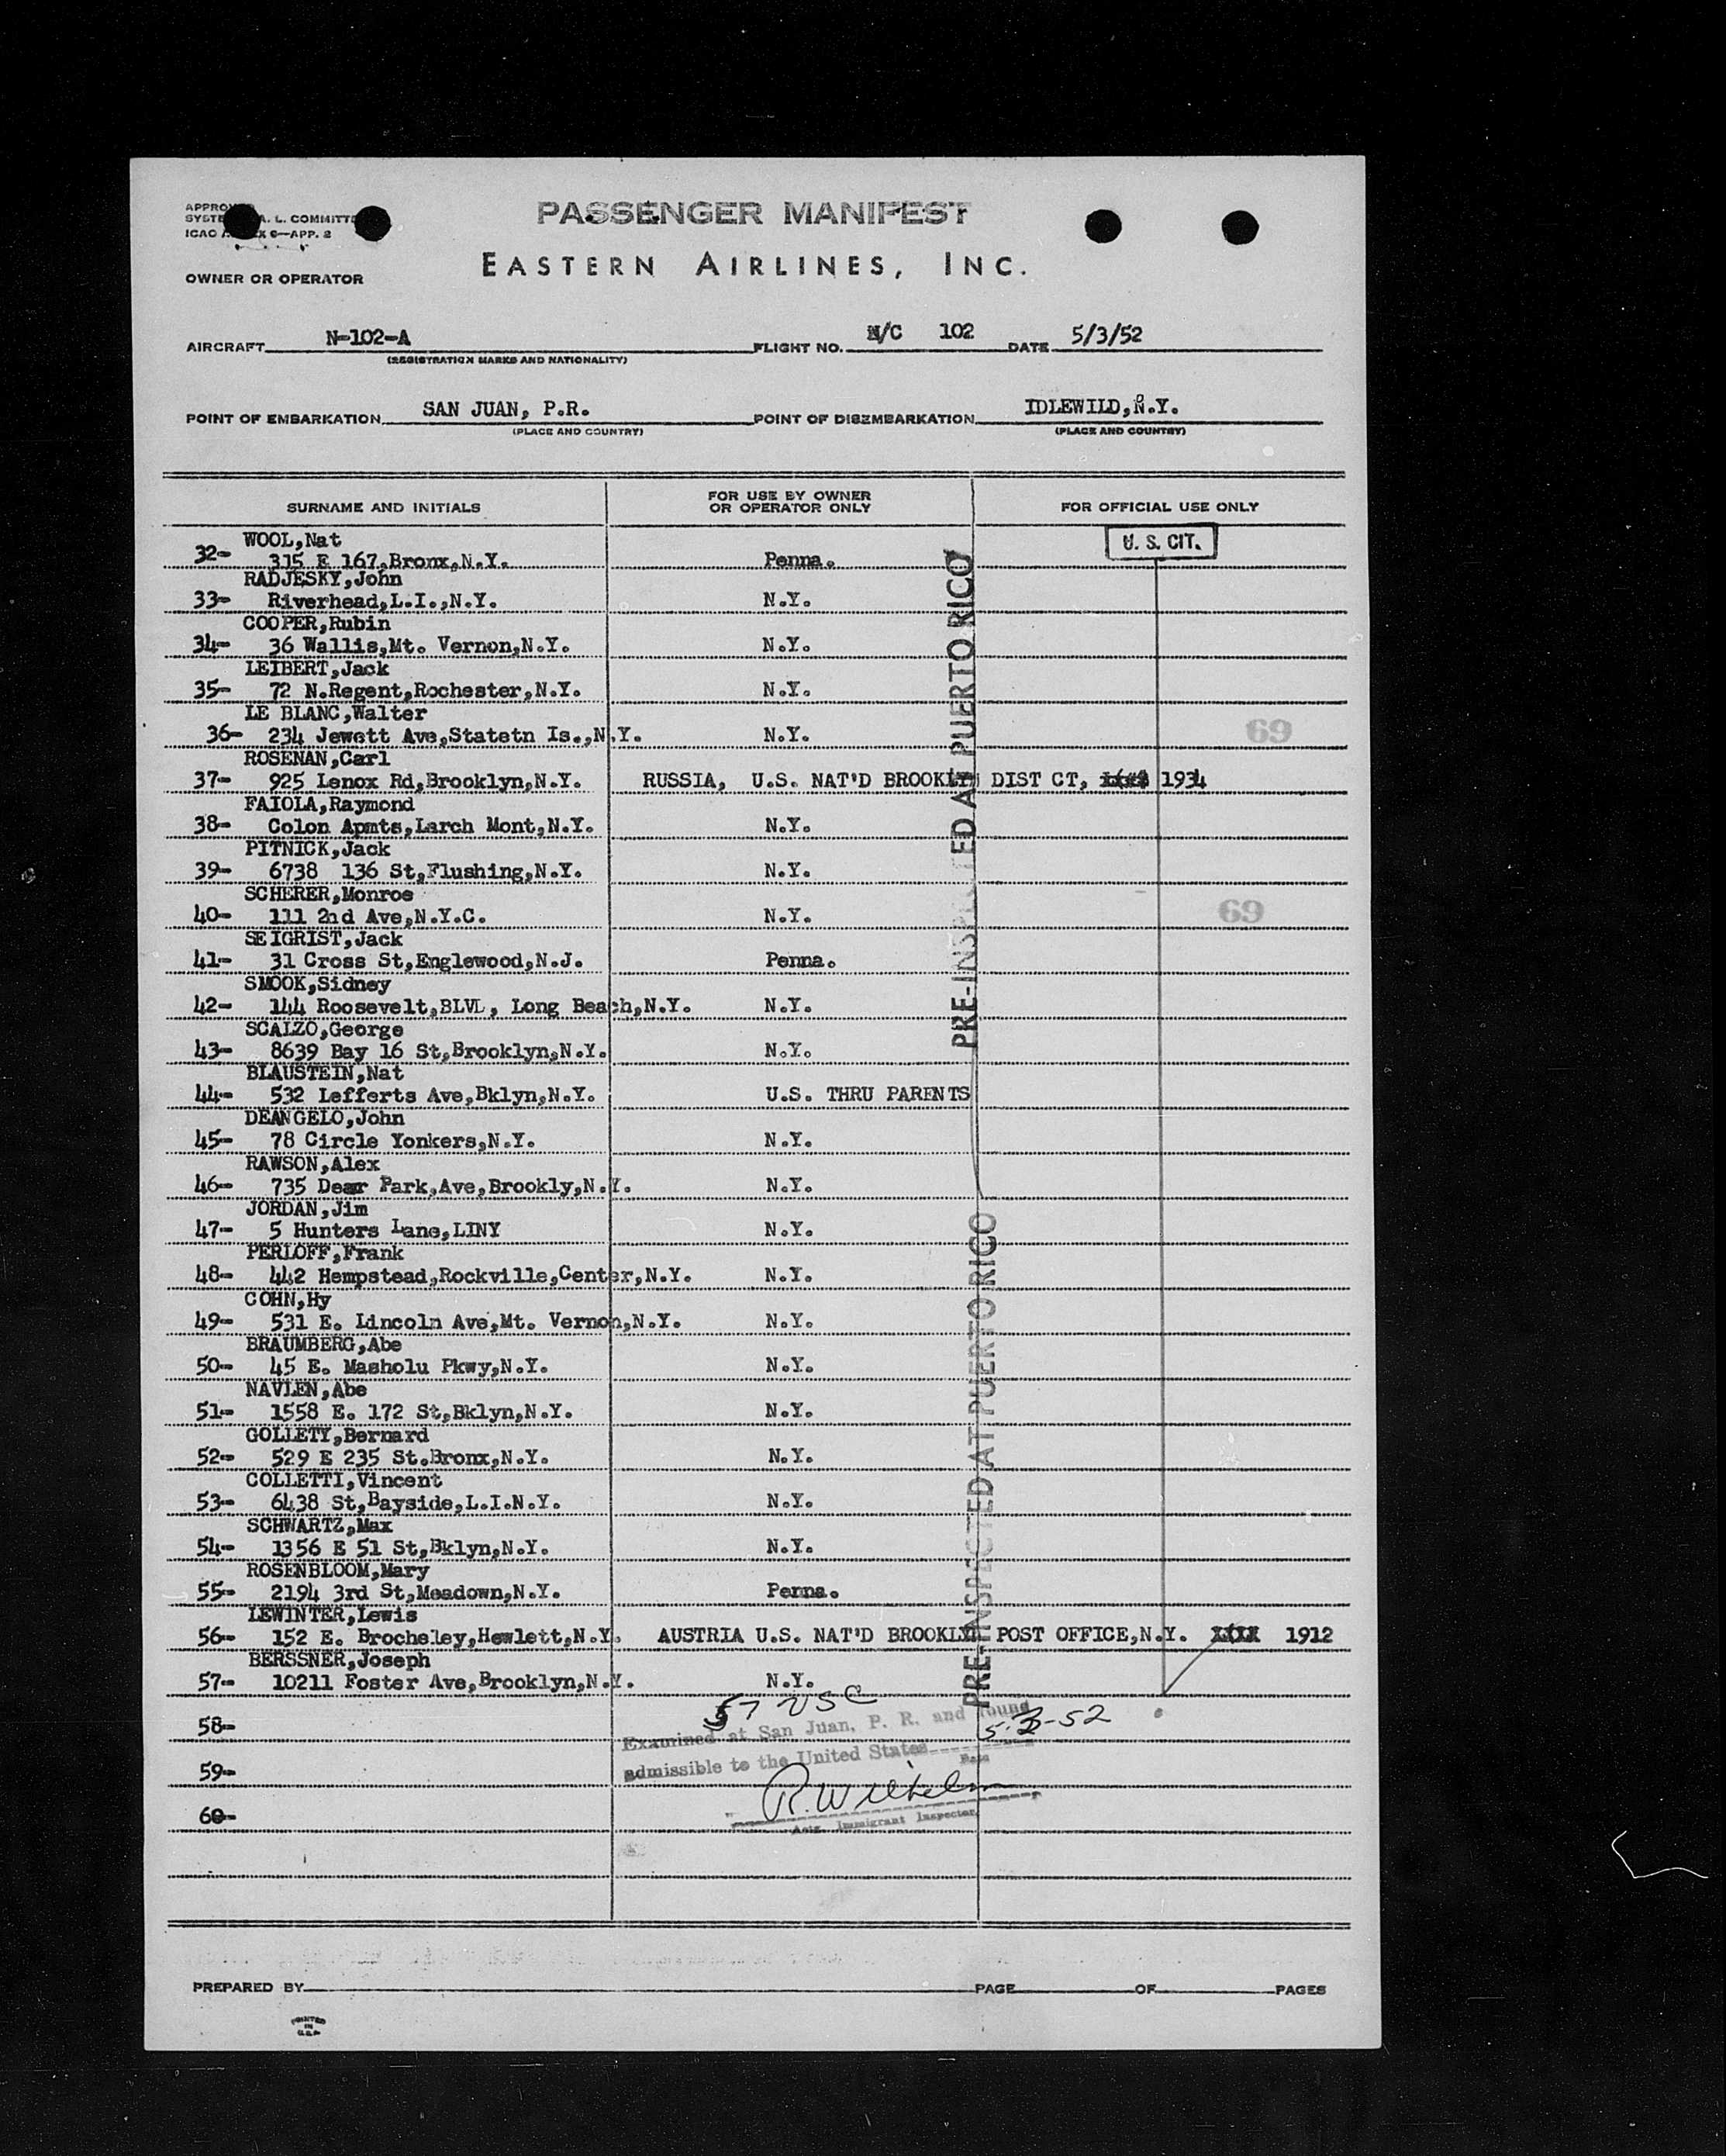 PASSENGER MANIFEST
A. L. COMMITTE
ICAO
6—APP. 2
EASTERN AIRLINES, INC.
OWNER OR OPERATOR
AIRCRAFT N-102-A FLIGHT NO. N/C 102 DATE 5/3/52
(REGISTRATION MARKS AND NATIONALITY)
POINT OF EMBARKATION SAN JUAN, P.R. POINT OF DISEMBARKATION IDLEWILD,N.Y.
(PLACE AND COUNTRY) (PLACE AND COUNTRY)
SURNAME AND INITIALS FOR USE BY OWNER OR OPERATOR ONLY FOR OFFICIAL USE ONLY
U. S. CIT.
WOOL,Nat
32- 315 E 167,Bronx,N.Y. Penna.
RADJESKY,John
33- Riverhead,L.I.,N.Y. N.Y.
COOPER,Rubin
34- 36 Wallis,Mt. Vernon,N.Y. N.Y.
LEIBERT,Jack
35- 72 N.Regent,Rochester,N.Y. N.Y.
LE BLANC,Walter
36- 234 Jewett Ave,Statetn Is.,N.Y. N.Y. 69
ROSENAN,Carl
37- 925 Lenox Rd,Brooklyn,N.Y. RUSSIA, U.S. NAT'D BROOKLYN DIST CT, 1934
FAIOLA,Raymond
38- Colon Apmts,Larch Mont,N.Y. N.Y.
PITNICK,Jack
39- 6738 136 St,Flushing,N.Y. N.Y.
SCHERER,Monroe
40- 111 2nd Ave,N.Y.C. N.Y. 69
SEIGRIST,Jack
41- 31 Cross St,Englewood,N.J. Penna.
SMOOK,Sidney
42- 144 Roosevelt,BLVL, Long Beach,N.Y. N.Y.
SCALZO,George
43- 8639 Bay 16 St,Brooklyn,N.Y. N.Y.
BLAUSTEIN,Nat
44- 532 Lefferts Ave,Bklyn,N.Y. U.S. THRU PARENTS
DEANGELO,John
45- 78 Circle Yonkers,N.Y. N.Y.
RAWSON,Alex
46- 735 Dear Park,Ave,Brookly,N.Y. N.Y.
JORDAN,Jim
47- 5 Hunters Lane,LINY N.Y.
PERLOFF,Frank
48- 442 Hempstead,Rockville,Center,N.Y. N.Y.
COHN,Hy
49- 531 E. Lincoln Ave,Mt. Vernon,N.Y. N.Y.
BRAUMBERG,Abe
50- 45 E. Masholu Pkwy,N.Y. N.Y.
NAVLEN,Abe
51- 1558 E. 172 St,Bklyn,N.Y. N.Y.
GOLLETY,Bernard
52- 529 E 235 St.Bronx,N.Y. N.Y.
COLLETTI,Vincent
53- 6438 St,Bayside,L.I.N.Y. N.Y.
SCHWARTZ,Max
54- 1356 E 51 St,Bklyn,N.Y. N.Y.
ROSENBLOOM,Mary
55- 2194 3rd St,Meadown,N.Y. Penna.
LEWINTER,Lewis
56- 152 E. Brocheley,Hewlett,N.Y. AUSTRIA U.S. NAT'D BROOKLYN POST OFFICE,N.Y. 1912
BERSSNER,Joseph
57- 10211 Foster Ave,Brooklyn,N.Y. N.Y.
PRE-INSPECTED AT PUERTO RICO
PRE-INSPECTED AT PUERTO RICO
57 USC
58-
Examined at San Juan, P. R. and found
admissible to the United States 5-3-52
Date
59-
R. Wilhelm
60-
Actg. Immigrant Inspector
PREPARED BY PAGE OF PAGES
PRINTED
IN
U.S.A.